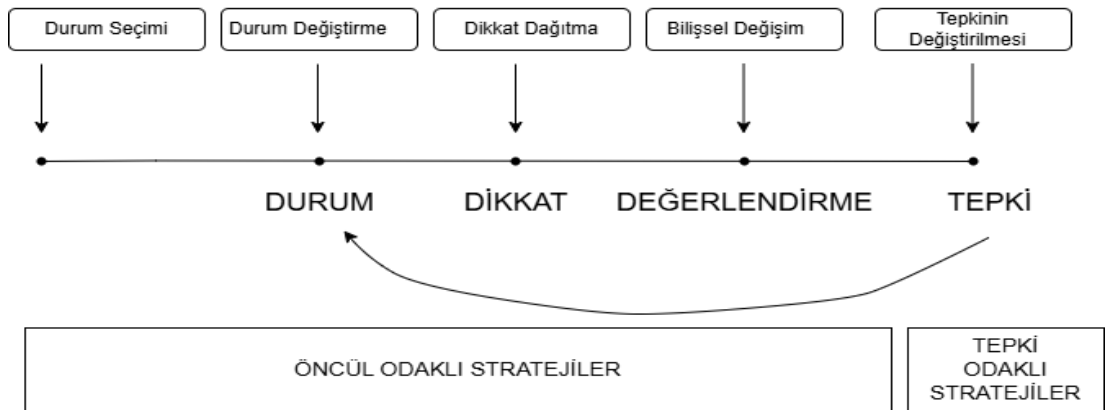 Durum Seçimi
Durum Değiştirme
Dikkat Dağıtma
Bilişsel Değişim
Tepkinin
Değiştirilmesi
DURUM
DİKKAT
DEĞERLENDİRME
TEPKİ
ÖNCÜL ODAKLI STRATEJİLER
TEPKİ
ODAKLI
STRATEJİLER